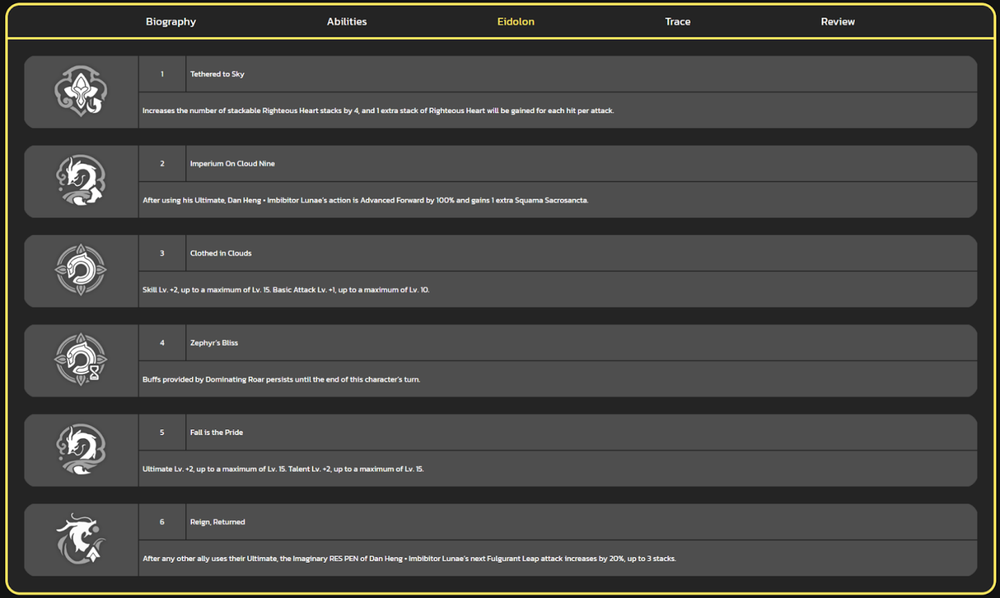 Biography Abilities Eidolon Trace Review
1 Tethered to Sky
Increases the number of stackable Righteous Heart stacks by 4, and 1 extra stack of Righteous Heart will be gained for each hit per attack.
2 Imperium On Cloud Nine
After using his Ultimate, Dan Heng • Imbibitor Lunae's action is Advanced Forward by 100% and gains 1 extra Squama Sacrosancta.
3 Clothed in Clouds
Skill Lv. +2, up to a maximum of Lv. 15. Basic Attack Lv. +1, up to a maximum of Lv. 10.
4 Zephyr's Bliss
Buffs provided by Dominating Roar persists until the end of this character's turn.
5 Fall is the Pride
Ultimate Lv. +2, up to a maximum of Lv. 15. Talent Lv. +2, up to a maximum of Lv. 15.
6 Reign, Returned
After any other ally uses their Ultimate, the Imaginary RES PEN of Dan Heng • Imbibitor Lunae's next Fulgurant Leap attack increases by 20%, up to 3 stacks.